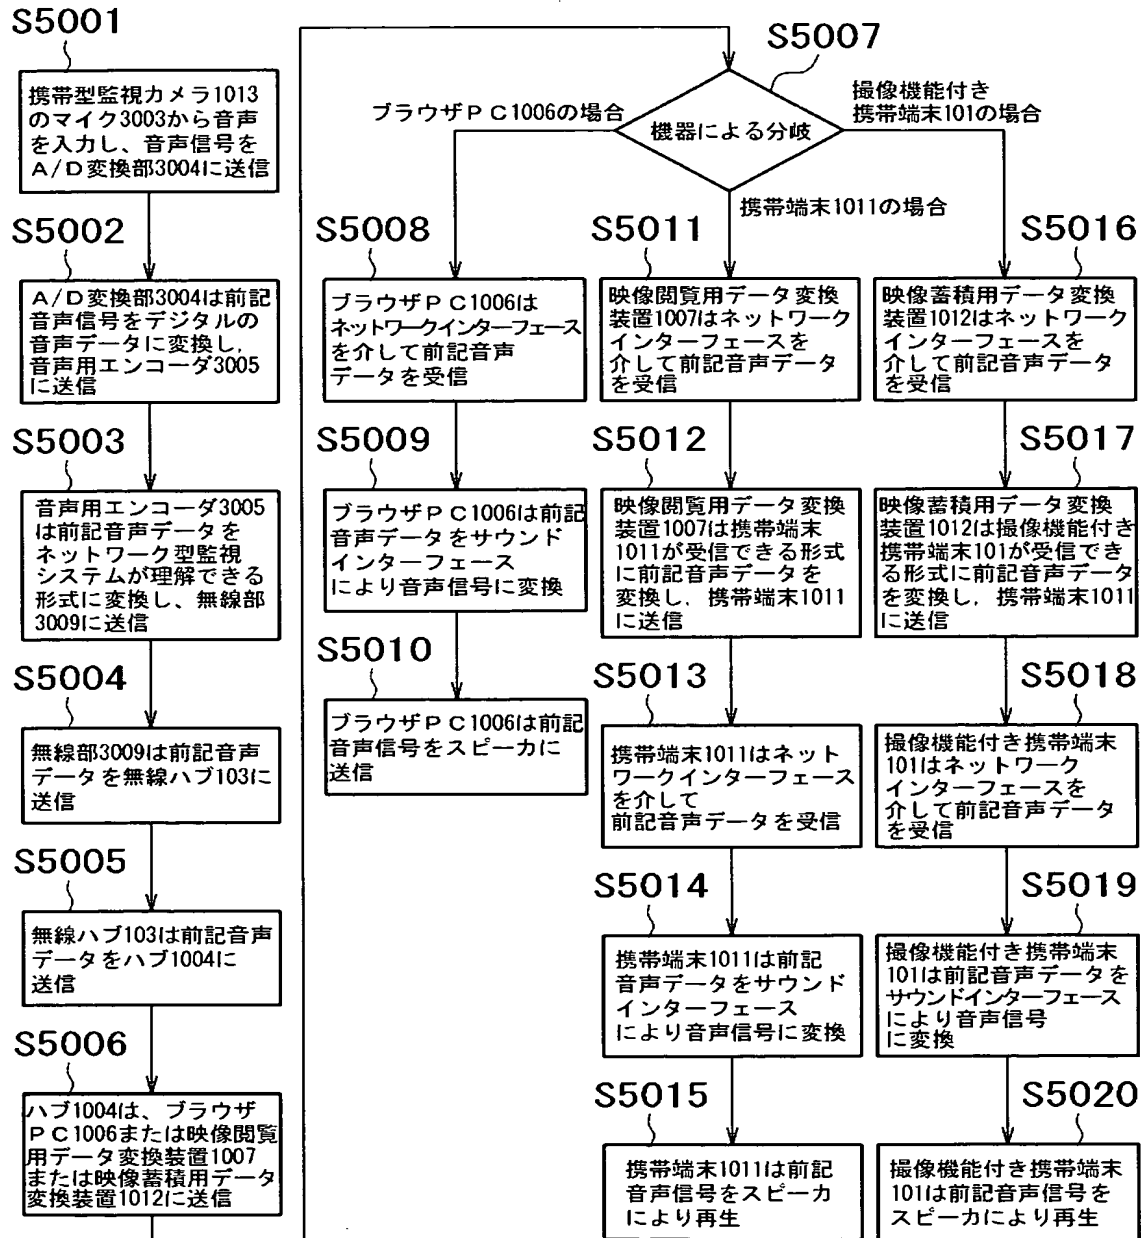 S5001
携帯型監視カメラ1013
のマイク3003から音声
を入力し、音声信号を
A/D変換部3004に送信
S5002
A/D変換部3004は前記
音声信号をデジタルの
音声データに変換し,
音声用エンコーダ3005
に送信
S5003
音声用エンコーダ3005
は前記音声データを
ネットワーク型監視
システムが理解できる
形式に変換し、無線部
3009に送信
S5004
無線部3009は前記音声
データを無線ハブ103に
送信
S5005
無線ハブ103は前記音声
データをハブ1004に
送信
S5006
ハブ1004は、ブラウザ
PC1006または映像閲覧
用データ変換装置1007
または映像蓄積用データ
変換装置1012に送信
S5007
機器による分岐
ブラウザPC1006の場合
携帯端末1011の場合
撮像機能付き
携帯端末101の場合
S5008
ブラウザPC1006は
ネットワークインターフェース
を介して前記音声
データを受信
S5009
ブラウザPC1006は前記
音声データをサウンド
インターフェース
により音声信号に変換
S5010
ブラウザPC1006は前記
音声信号をスピーカに
送信
S5011
映像閲覧用データ変換
装置1007はネットワーク
インターフェースを
介して前記音声データ
を受信
S5012
映像閲覧用データ変換
装置1007は携帯端末
1011が受信できる形式
に前記音声データを
変換し,携帯端末1011
に送信
S5013
携帯端末1011はネット
ワークインターフェース
を介して
前記音声データを受信
S5014
携帯端末1011は前記
音声データをサウンド
インターフェース
により音声信号に変換
S5015
携帯端末1011は前記
音声信号をスピーカ
により再生
S5016
映像蓄積用データ変換
装置1012はネットワーク
インターフェースを
介して前記音声データ
を受信
S5017
映像蓄積用データ変換
装置1012は撮像機能付き
携帯端末101が受信でき
る形式に前記音声データ
を変換し,携帯端末1011
に送信
S5018
撮像機能付き携帯端末
101はネットワーク
インターフェースを
介して前記音声データ
を受信
S5019
撮像機能付き携帯端末
101は前記音声データを
サウンドインターフェース
により音声信号
に変換
S5020
撮像機能付き携帯端末
101は前記音声信号を
スピーカにより再生